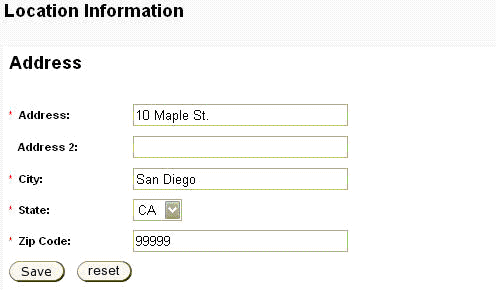 Location Information
Address
* Address: 10 Maple St.
Address 2:
* City: San Diego
* State: CA
* Zip Code: 99999
Save reset